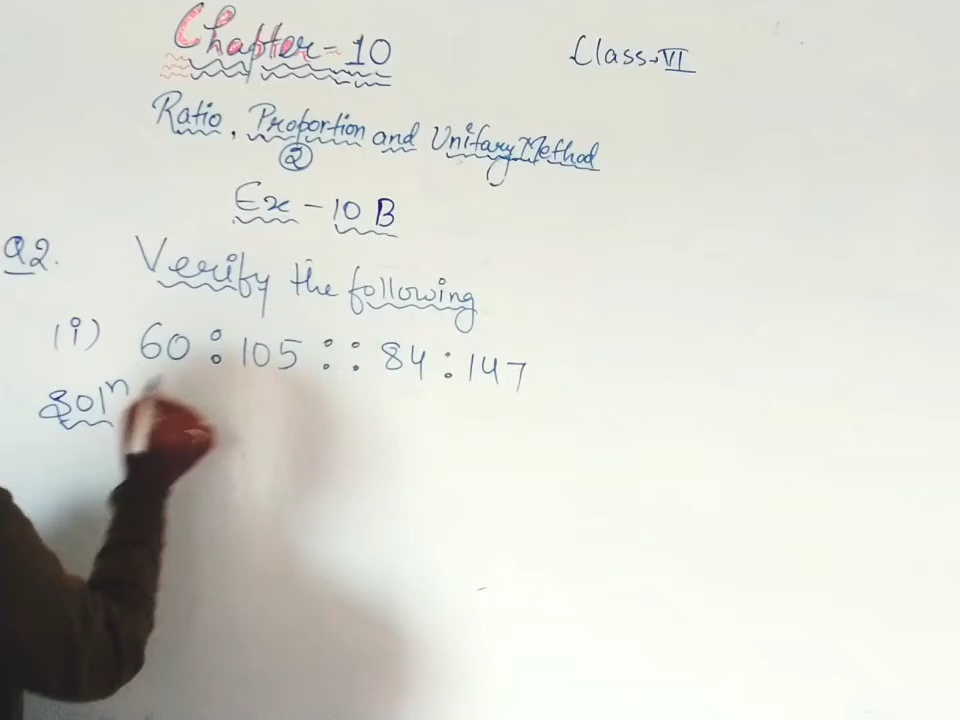 Chapter-10
Class-VI
Ratio, Proportion and Unitary Method
②
Ex-10 B
Q2. Verify the following
(i) 60:105::84:147
Solⁿ